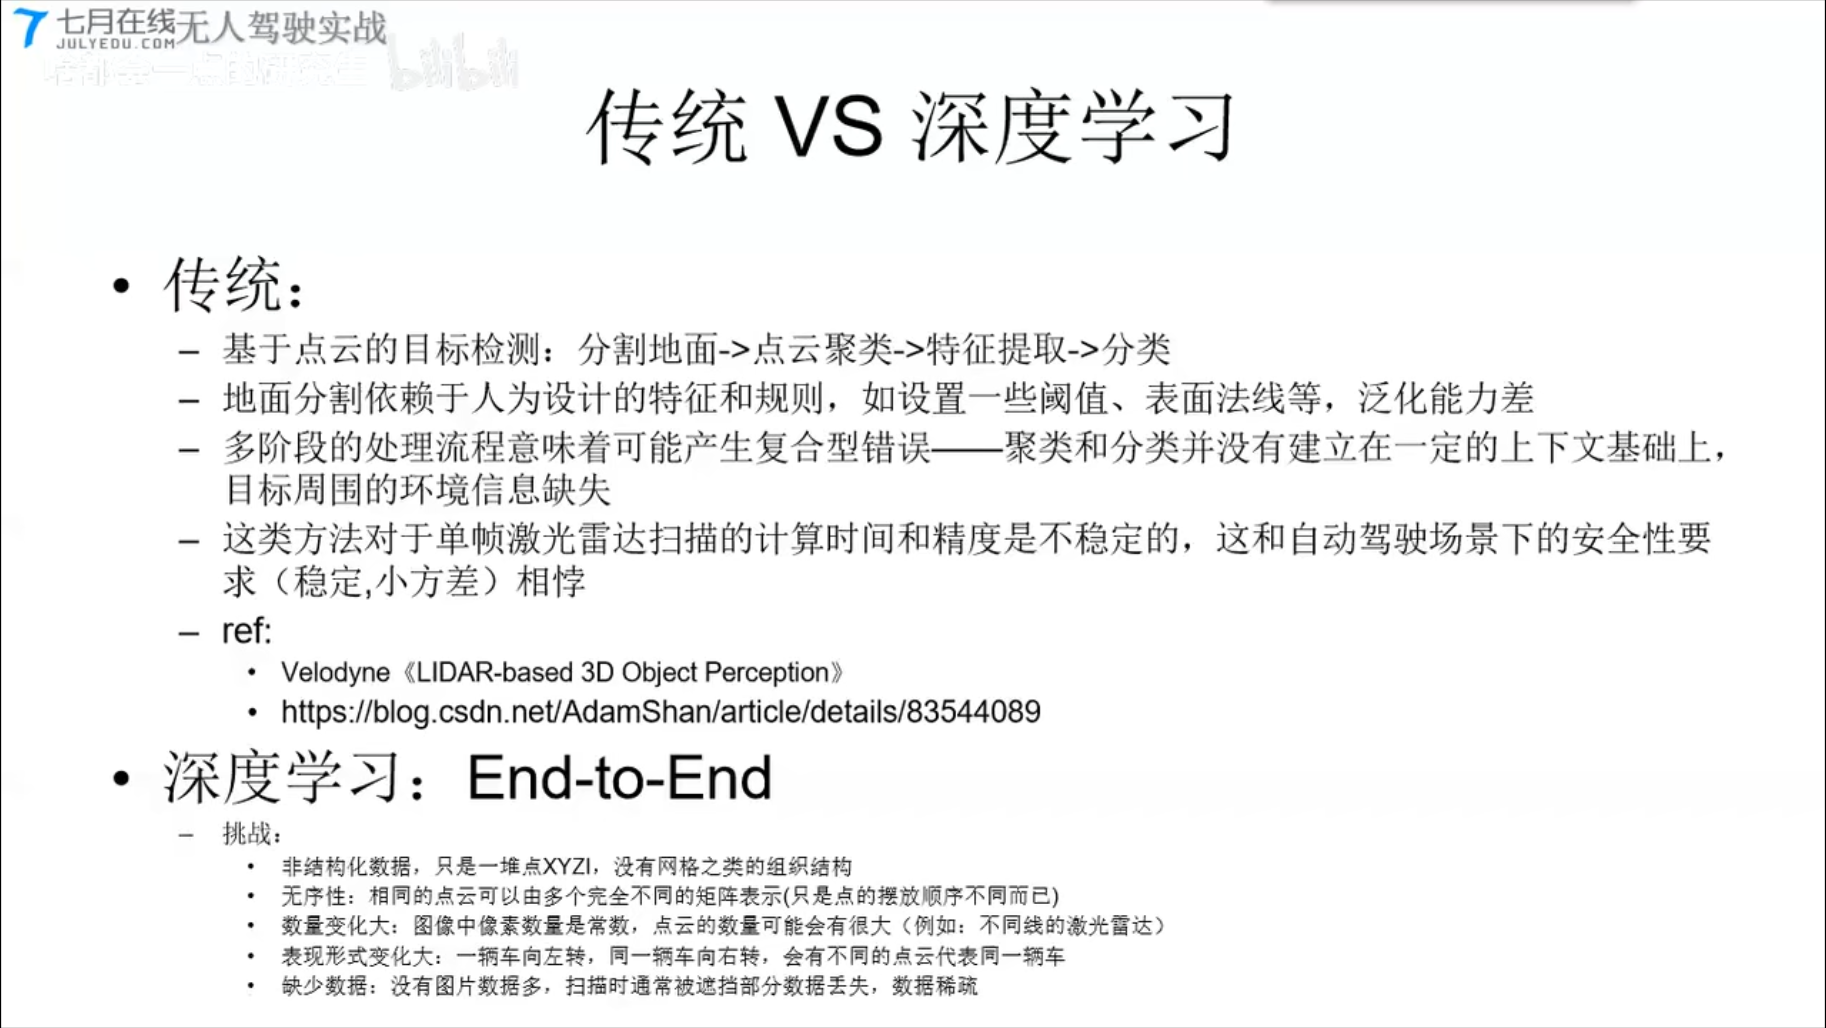 七月在线
JULYEDU.COM
无人驾驶实战
bilibili
传统 VS 深度学习
• 传统：
– 基于点云的目标检测：分割地面->点云聚类->特征提取->分类
– 地面分割依赖于人为设计的特征和规则，如设置一些阈值、表面法线等，泛化能力差
– 多阶段的处理流程意味着可能产生复合型错误——聚类和分类并没有建立在一定的上下文基础上，
目标周围的环境信息缺失
– 这类方法对于单帧激光雷达扫描的计算时间和精度是不稳定的，这和自动驾驶场景下的安全性要
求（稳定,小方差）相悖
– ref:
• Velodyne《LIDAR-based 3D Object Perception》
• https://blog.csdn.net/AdamShan/article/details/83544089
• 深度学习：End-to-End
– 挑战：
• 非结构化数据，只是一堆点XYZI，没有网格之类的组织结构
• 无序性：相同的点云可以由多个完全不同的矩阵表示(只是点的摆放顺序不同而已)
• 数量变化大：图像中像素数量是常数，点云的数量可能会有很大（例如：不同线的激光雷达）
• 表现形式变化大：一辆车向左转，同一辆车向右转，会有不同的点云代表同一辆车
• 缺少数据：没有图片数据多，扫描时通常被遮挡部分数据丢失，数据稀疏